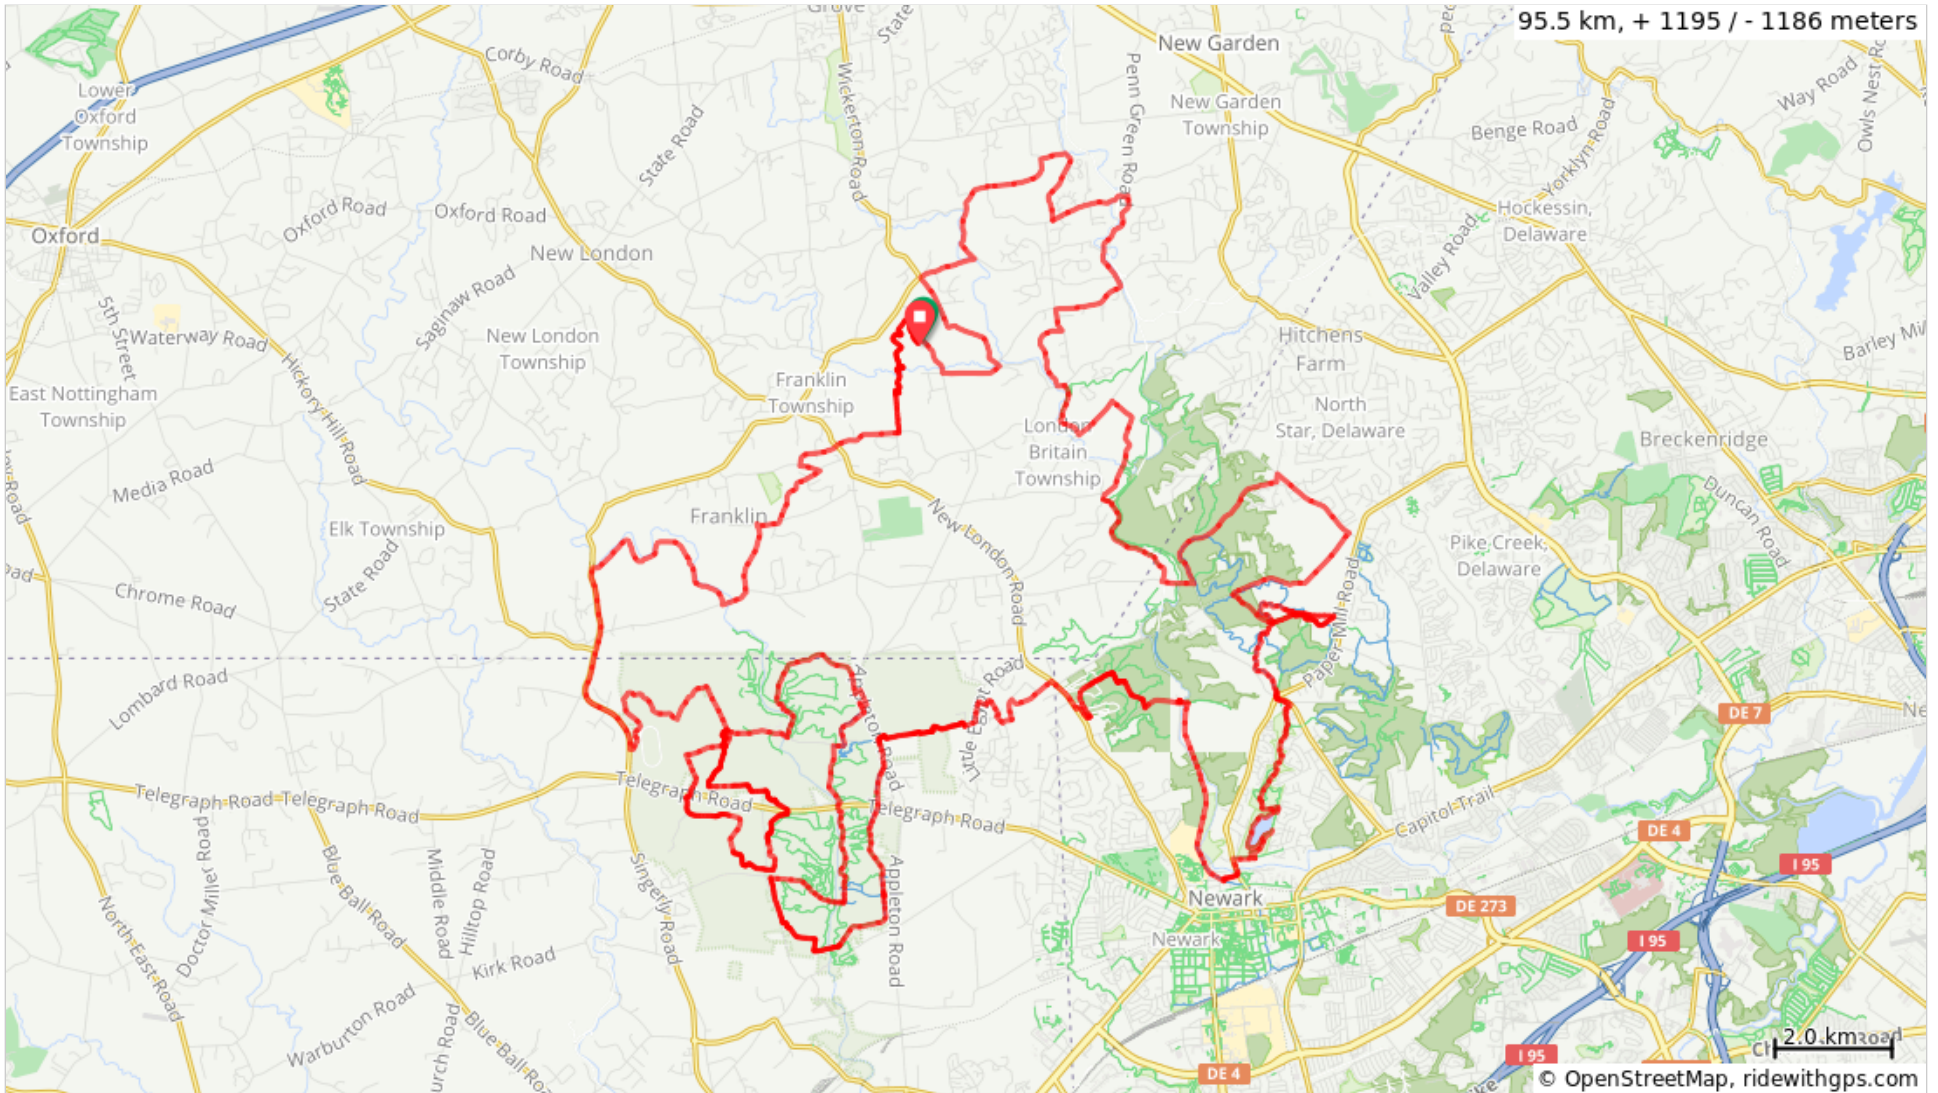 95.5 km, + 1195 / - 1186 meters
Grove
State
New Garden
Corby Road
Wickerton Road
Penn Green Road
Lower
Oxford
Township
New Garden
Township
Way Road
Owls Nest Ro
Benge Road
Yorklyn Road
State Road
Oxford Road
Oxford Road
Oxford
New London
Hockessin,
Delaware
Valley Road
Saginaw Road
5th Street
Waterway Road
New London
Township
Hitchens
Farm
Barley Mil
Hickory Hill Road
East Nottingham
Township
Franklin
Township
North
Star, Delaware
London
Britain
Township
Breckenridge
Media Road
Duncan Road
Franklin
Elk Township
New London Road
Pike Creek,
Delaware
State Road
Chrome Road
Paper Mill Road
Lombard Road
Appleton Road
Little Egypt Road
DE 7
Ne
Telegraph Road
Telegraph Road
Telegraph Road
Telegraph Road
Capitol Trail
DE 4
I 95
Doctor Miller Road
Middle Road
Hilltop Road
Blue Ball Road
Singerly Road
Appleton Road
North East Road
Newark
DE 273
Newark
I 95
Kirk Road
Warburton Road
urch Road
Blue Ball Roa
2.0 km
Road
I 95
DE 4
© OpenStreetMap, ridewithgps.com